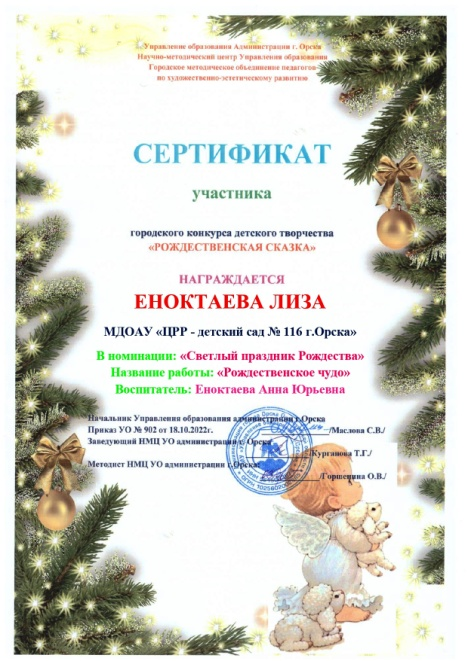 Управление образования Администрации г. Орска
Научно-методический центр Управления образования
Городское методическое объединение педагогов
по художественно-эстетическому развитию
СЕРТИФИКАТ
участника
городского конкурса детского творчества
«РОЖДЕСТВЕНСКАЯ СКАЗКА»
НАГРАЖДАЕТСЯ
ЕНОКТАЕВА ЛИЗА
МДОАУ «ЦРР - детский сад № 116 г.Орска»
В номинации: «Светлый праздник Рождества»
Название работы: «Рождественское чудо»
Воспитатель: Еноктаева Анна Юрьевна
Начальник Управления образования администрации г.Орска
Приказ УО № 902 от 18.10.2022г. /Маслова С.В./
Заведующий НМЦ УО администрации г. Орска
/Курганова Т.Г./
Методист НМЦ УО администрации г.Орска:
/Горшенина О.В./